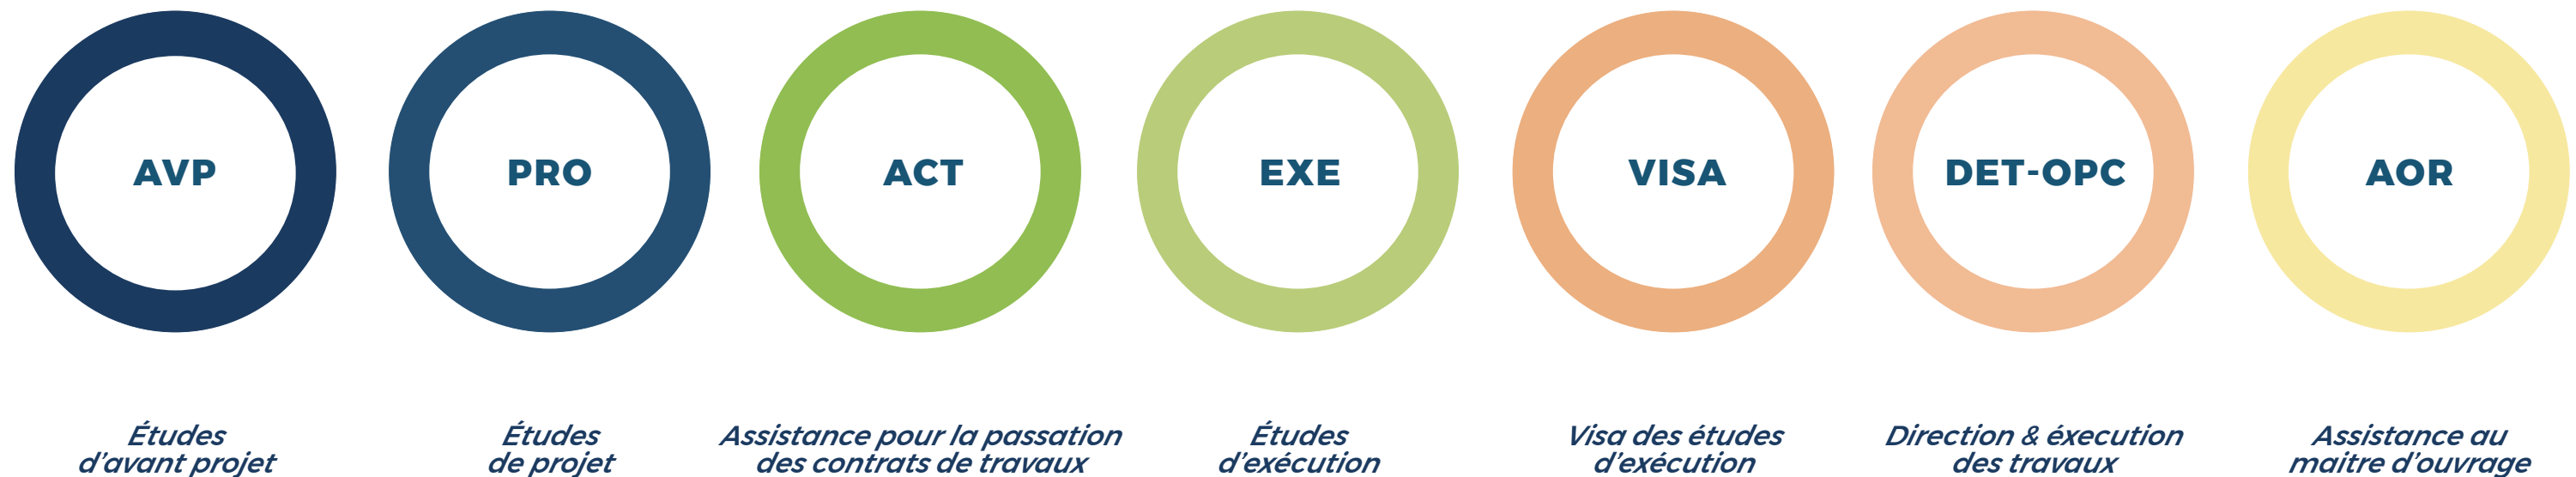 AVP
PRO
ACT
EXE
VISA
DET-OPC
AOR
Études
d'avant projet
Études
de projet
Assistance pour la passation
des contrats de travaux
Études
d'exécution
Visa des études
d'exécution
Direction & éxecution
des travaux
Assistance au
maitre d'ouvrage